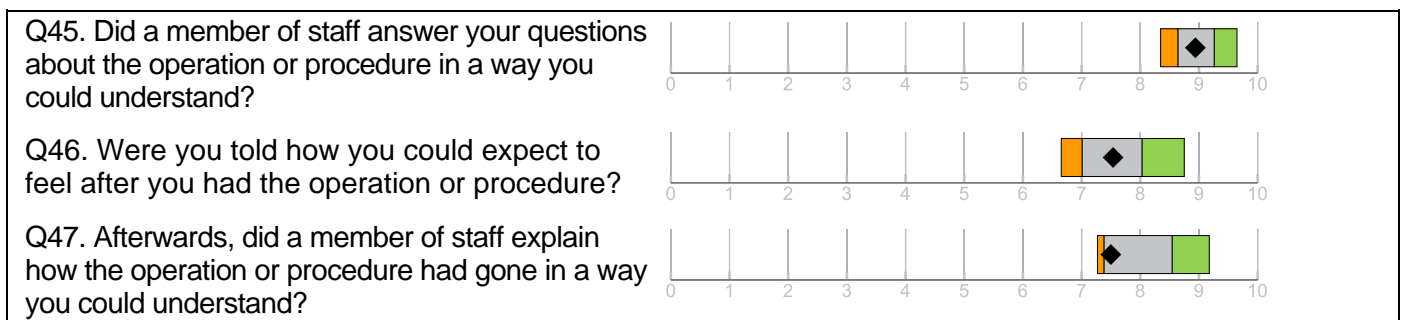 Q45. Did a member of staff answer your questions
about the operation or procedure in a way you
could understand?
0 1 2 3 4 5 6 7 8 9 10
Q46. Were you told how you could expect to
feel after you had the operation or procedure?
0 1 2 3 4 5 6 7 8 9 10
Q47. Afterwards, did a member of staff explain
how the operation or procedure had gone in a way
you could understand?
0 1 2 3 4 5 6 7 8 9 10